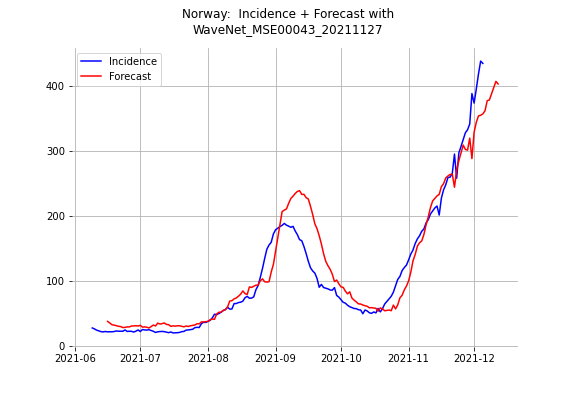 Norway:  Incidence + Forecast with
WaveNet_MSE00043_20211127
Incidence
Forecast
400
300
200
100
0
2021-06 2021-07 2021-08 2021-09 2021-10 2021-11 2021-12